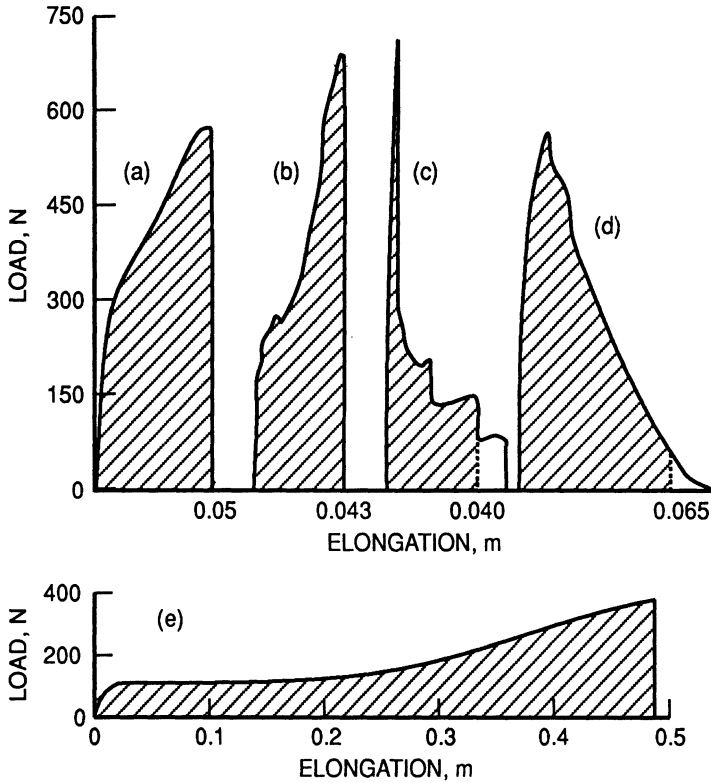 750
600
450
300
150
0
LOAD, N
(a)
(b)
(c)
(d)
0.05
0.043
0.040
0.065
ELONGATION, m
400
200
0
LOAD, N
(e)
0
0.1
0.2
0.3
0.4
0.5
ELONGATION, m